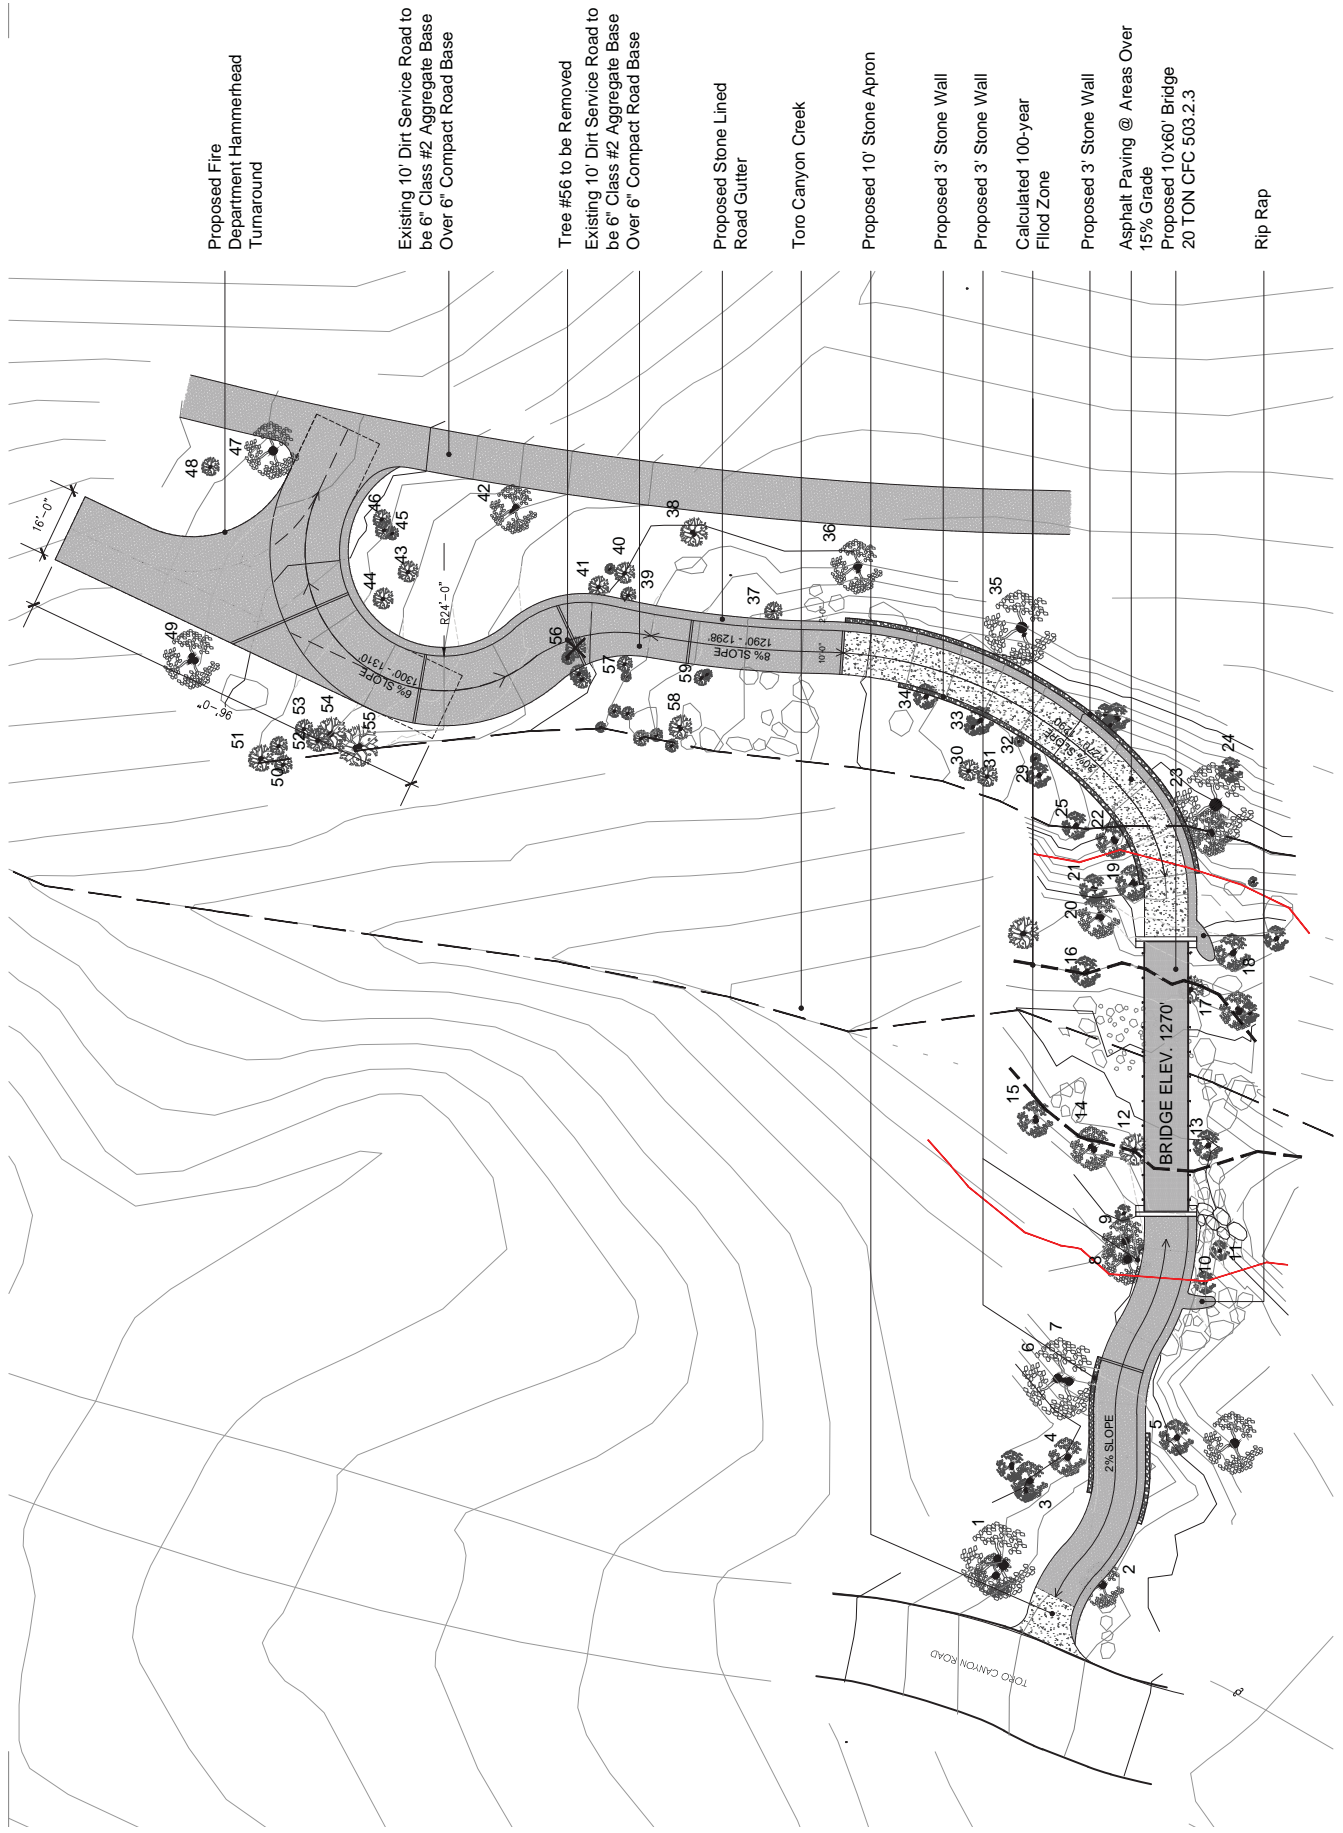 Proposed Fire
Department Hammerhead
Turnaround
Existing 10' Dirt Service Road to
be 6" Class #2 Aggregate Base
Over 6" Compact Road Base
Tree #56 to be Removed
Existing 10' Dirt Service Road to
be 6" Class #2 Aggregate Base
Over 6" Compact Road Base
Proposed Stone Lined
Road Gutter
Toro Canyon Creek
Proposed 10' Stone Apron
Proposed 3' Stone Wall
Proposed 3' Stone Wall
Calculated 100-year
Fllod Zone
Proposed 3' Stone Wall
Asphalt Paving @ Areas Over
15% Grade
Proposed 10'x60' Bridge
20 TON CFC 503.2.3
Rip Rap
16'-0"
96'-0"
R24'-0"
6% SLOPE
1300' - 1310'
8% SLOPE
1290' - 1298'
10'-0"
2'-0"
20% SLOPE
1270' - 1290'
BRIDGE ELEV. 1270'
2% SLOPE
TORO CANYON ROAD
1
2
3
4
5
6
7
8
9
10
11
12
13
14
15
16
17
18
19
20
21
22
23
24
25
29
30
31
32
33
34
35
36
37
38
39
40
41
42
43
44
45
46
47
48
49
50
51
52
53
54
55
56
57
58
59